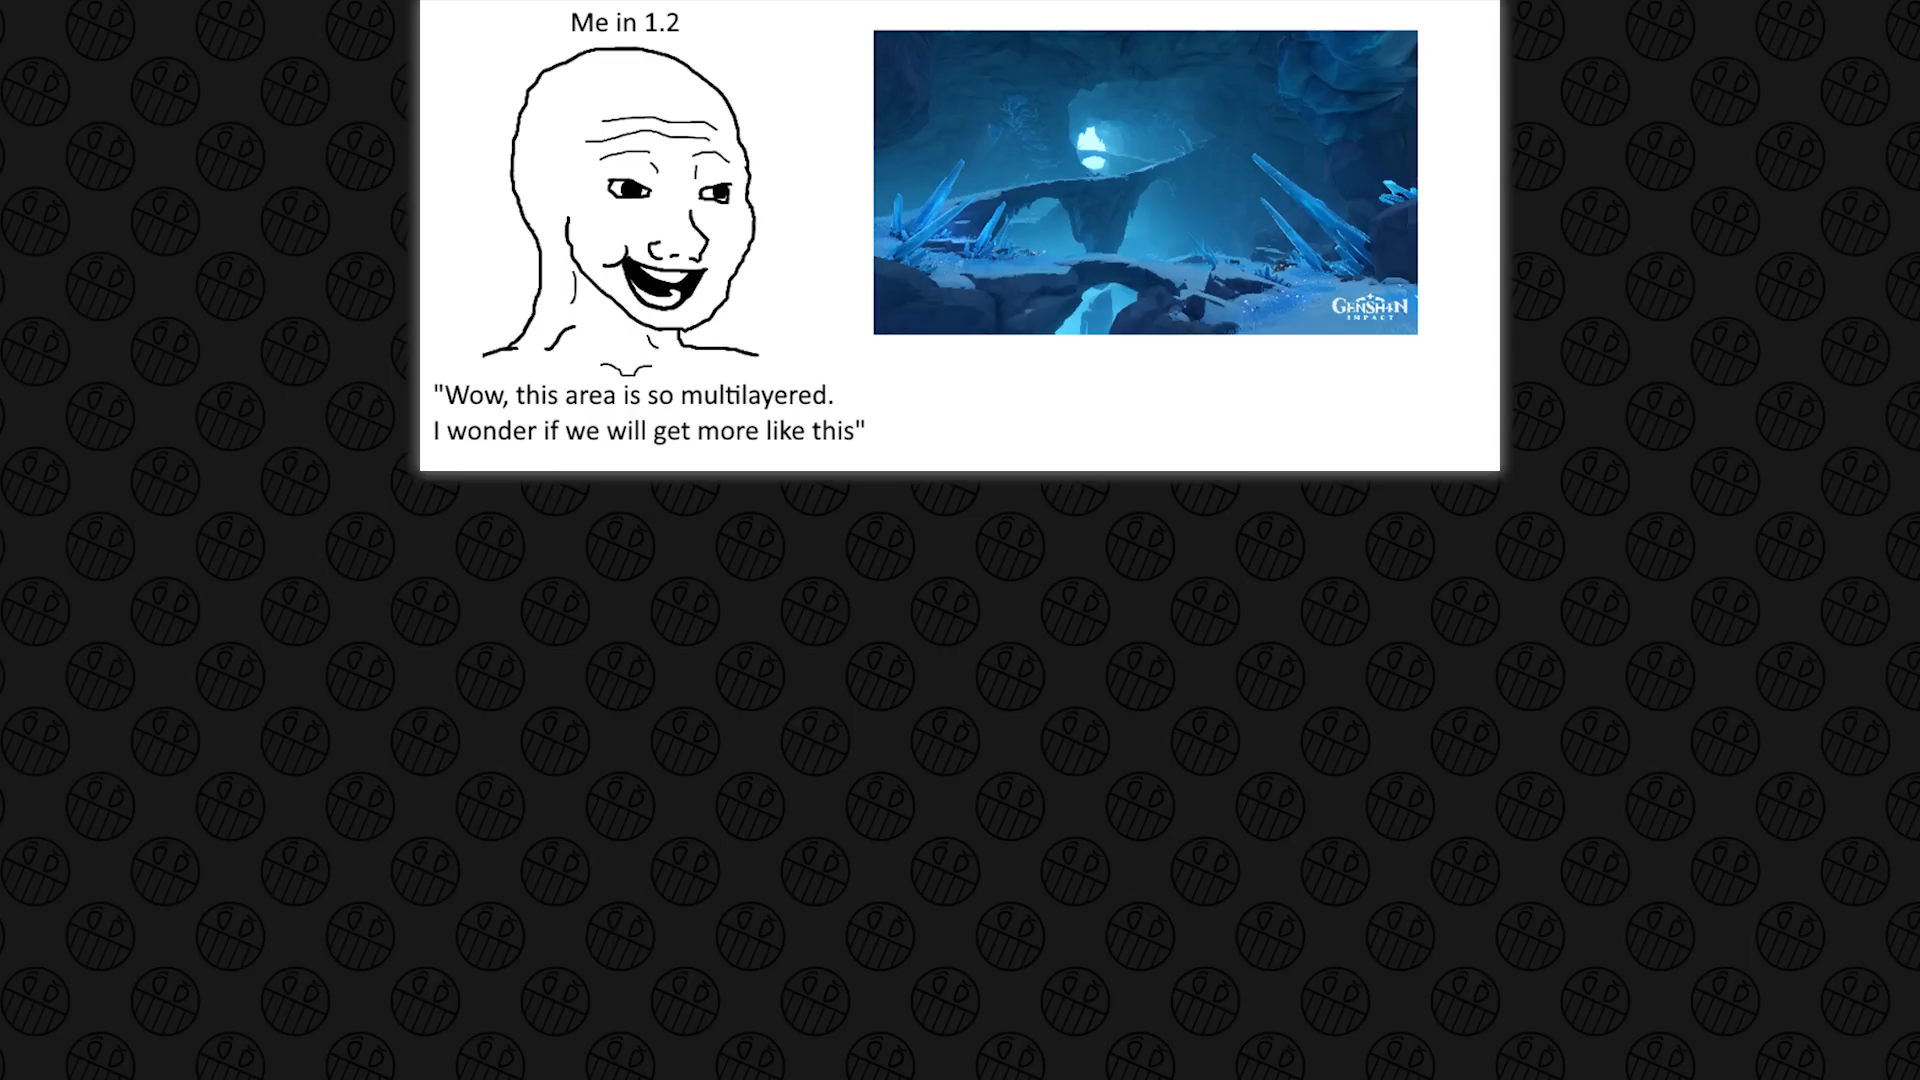 Me in 1.2
"Wow, this area is so multilayered.
I wonder if we will get more like this"
GENSHIN
IMPACT